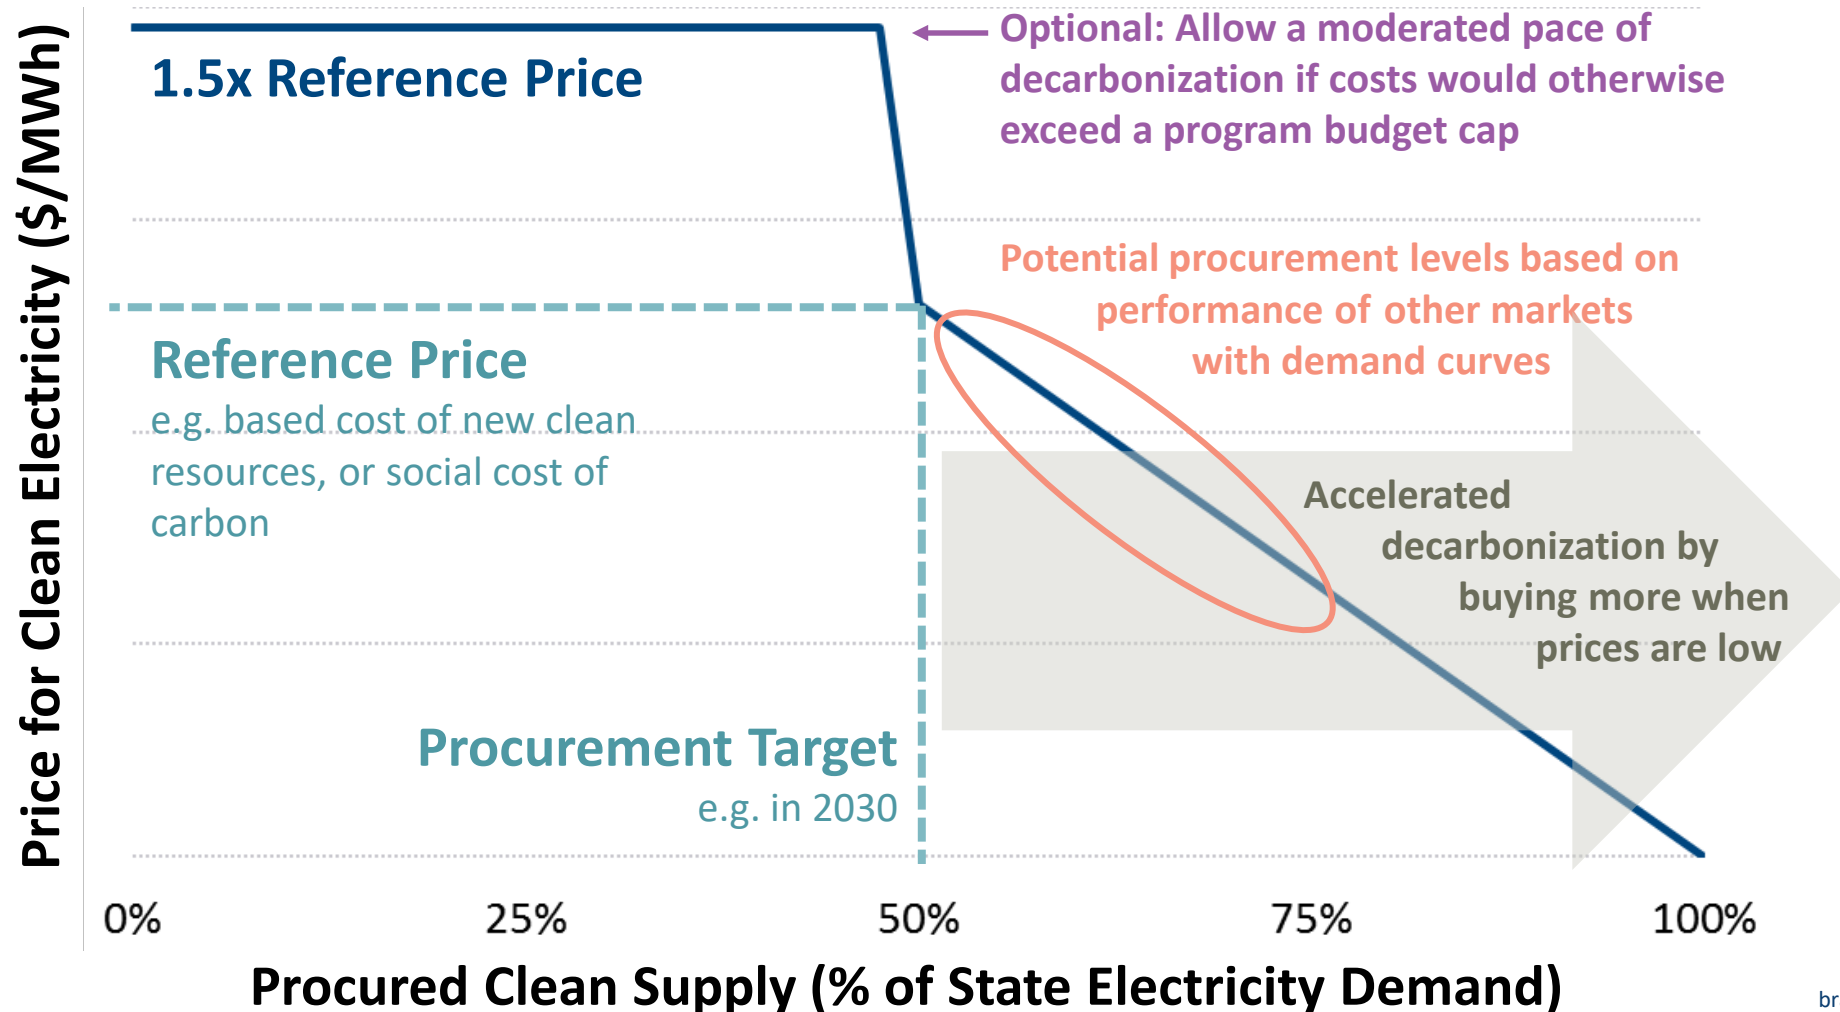 Price for Clean Electricity ($/MWh)
1.5x Reference Price
Optional: Allow a moderated pace of
decarbonization if costs would otherwise
exceed a program budget cap
Potential procurement levels based on
performance of other markets
with demand curves
Reference Price
e.g. based cost of new clean
resources, or social cost of
carbon
Accelerated
decarbonization by
buying more when
prices are low
Procurement Target
e.g. in 2030
0%
25%
50%
75%
100%
Procured Clean Supply (% of State Electricity Demand)
br